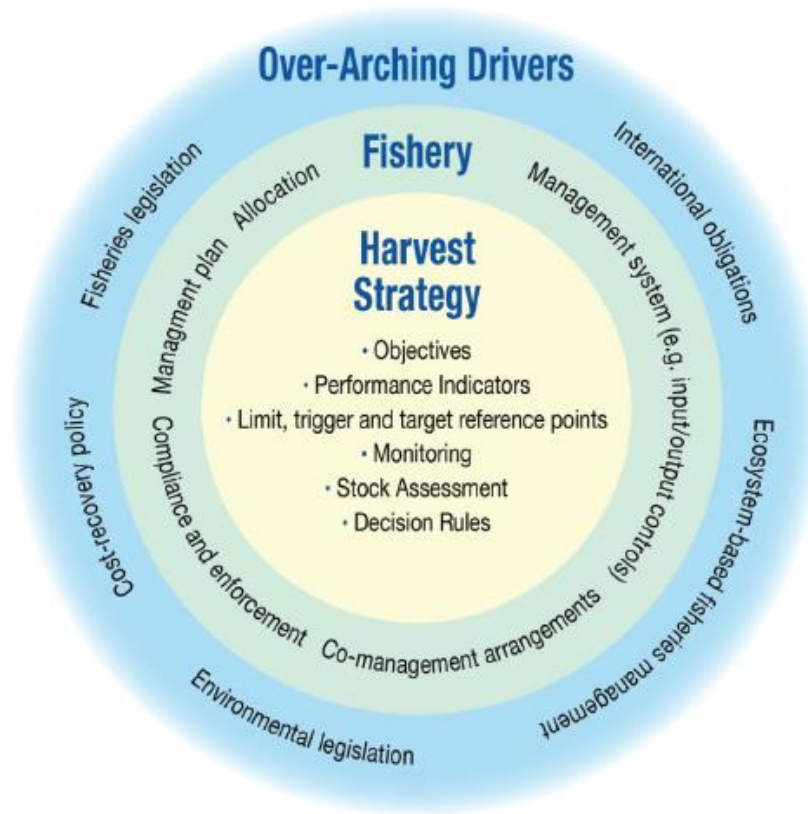 Over-Arching Drivers
Fisheries legislation
International obligations
Cost-recovery policy
Ecosystem-based fisheries management
Environmental legislation
Fishery
Allocation
Managment plan
Management system (e.g. input/output controls)
Compliance and enforcement
Co-management arrangements
Harvest
Strategy
· Objectives
· Performance Indicators
· Limit, trigger and target reference points
· Monitoring
· Stock Assessment
· Decision Rules